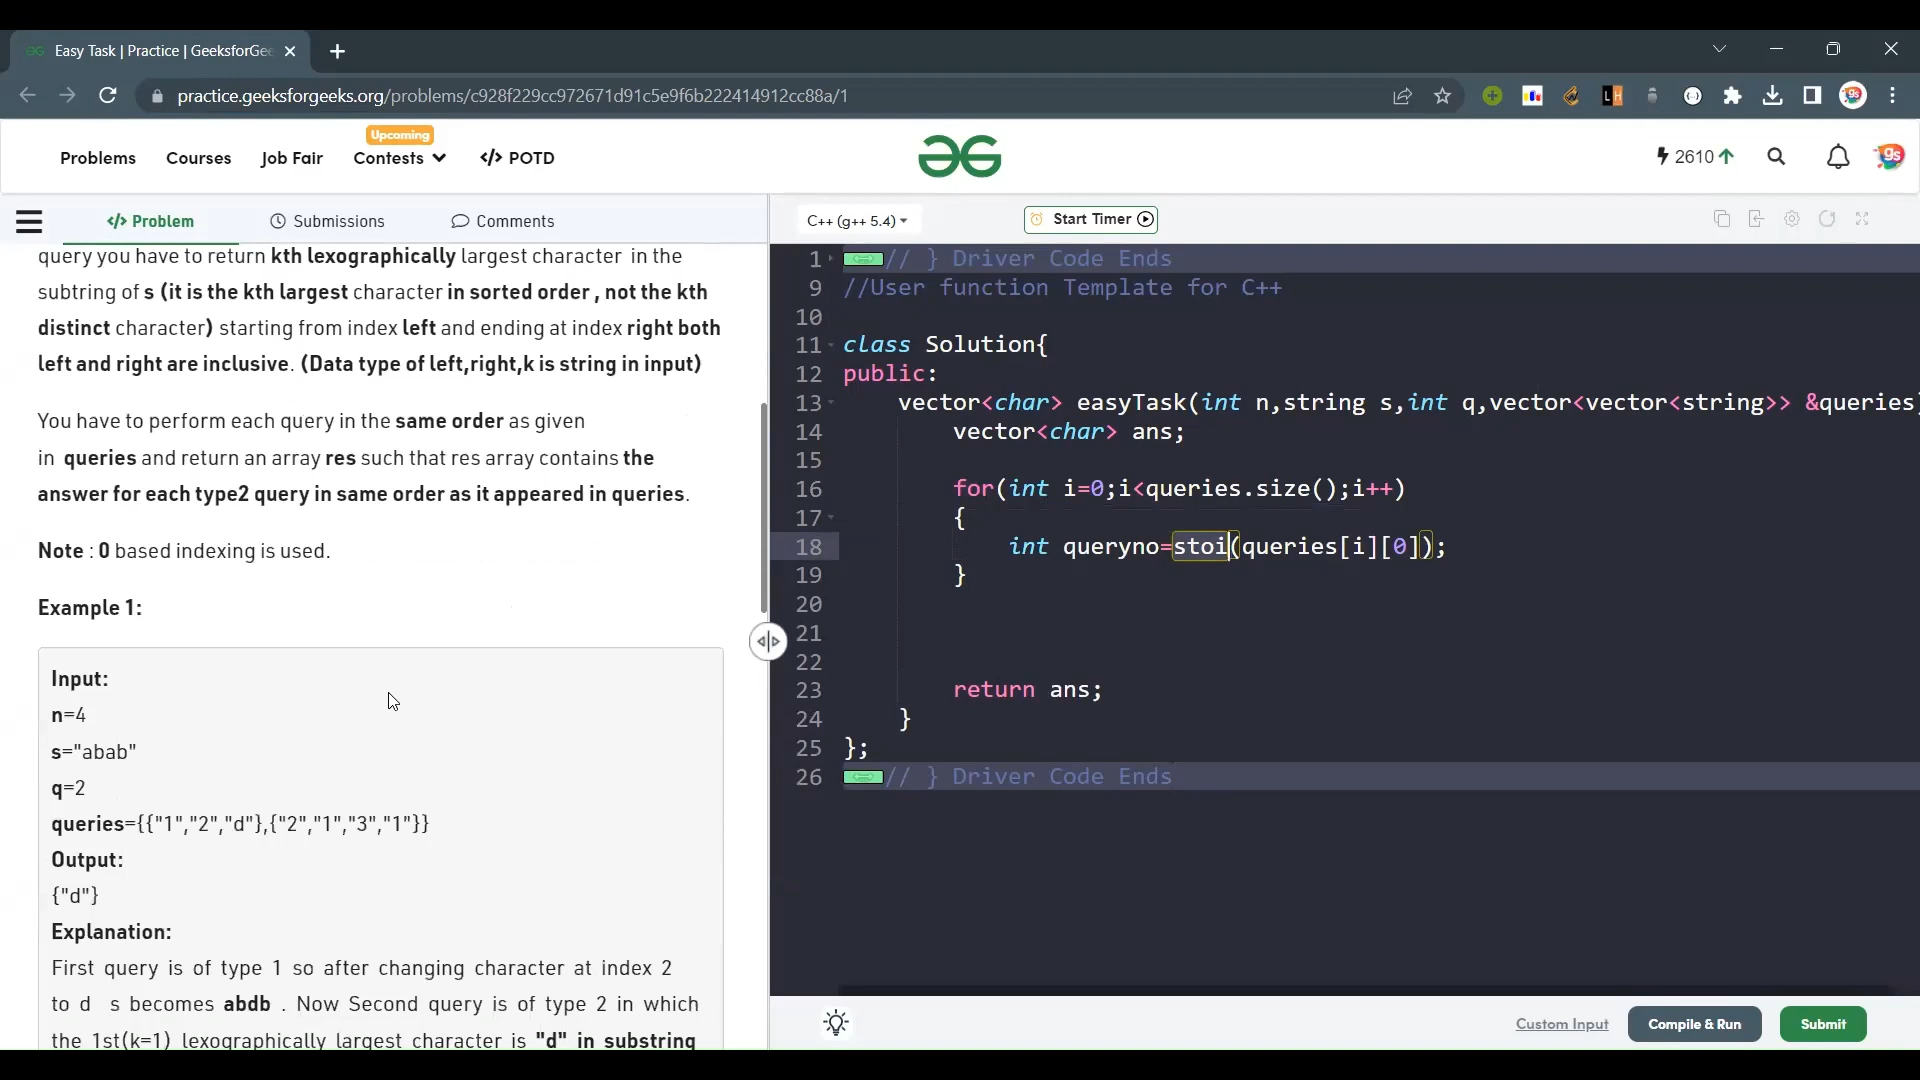 Easy Task | Practice | GeeksforGee
practice.geeksforgeeks.org/problems/c928f229cc972671d91c5e9f6b222414912cc88a/1
Problems
Courses
Job Fair
Upcoming
Contests
</> POTD
2610
gs
</> Problem
Submissions
Comments
C++ (g++ 5.4)
Start Timer
query you have to return kth lexographically largest character in the
subtring of s (it is the kth largest character in sorted order , not the kth
distinct character) starting from index left and ending at index right both
left and right are inclusive. (Data type of left,right,k is string in input)
You have to perform each query in the same order as given
in queries and return an array res such that res array contains the
answer for each type2 query in same order as it appeared in queries.
Note : 0 based indexing is used.
Example 1:
Input:
n=4
s="abab"
q=2
queries={{"1","2","d"},{"2","1","3","1"}}
Output:
{"d"}
Explanation:
First query is of type 1 so after changing character at index 2
to d s becomes abdb . Now Second query is of type 2 in which
the 1st(k=1) lexographically largest character is "d" in substring
1 // } Driver Code Ends
9 //User function Template for C++
10
11 class Solution{
12 public:
13 vector<char> easyTask(int n,string s,int q,vector<vector<string>> &queries)
14 vector<char> ans;
15
16 for(int i=0;i<queries.size();i++)
17 {
18 int queryno=stoi(queries[i][0]);
19 }
20
21
22
23 return ans;
24 }
25 };
26 // } Driver Code Ends
Custom Input
Compile & Run
Submit